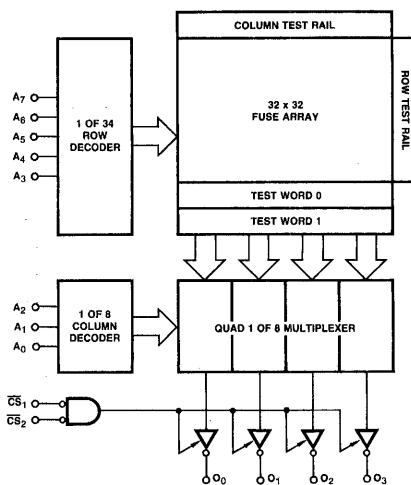 COLUMN TEST RAIL
ROW TEST RAIL
32 x 32
FUSE ARRAY
A7
A6
A5
A4
A3
1 OF 34
ROW
DECODER
TEST WORD 0
TEST WORD 1
A2
A1
A0
1 OF 8
COLUMN
DECODER
QUAD 1 OF 8 MULTIPLEXER
C̅S̅1
C̅S̅2
O0
O1
O2
O3